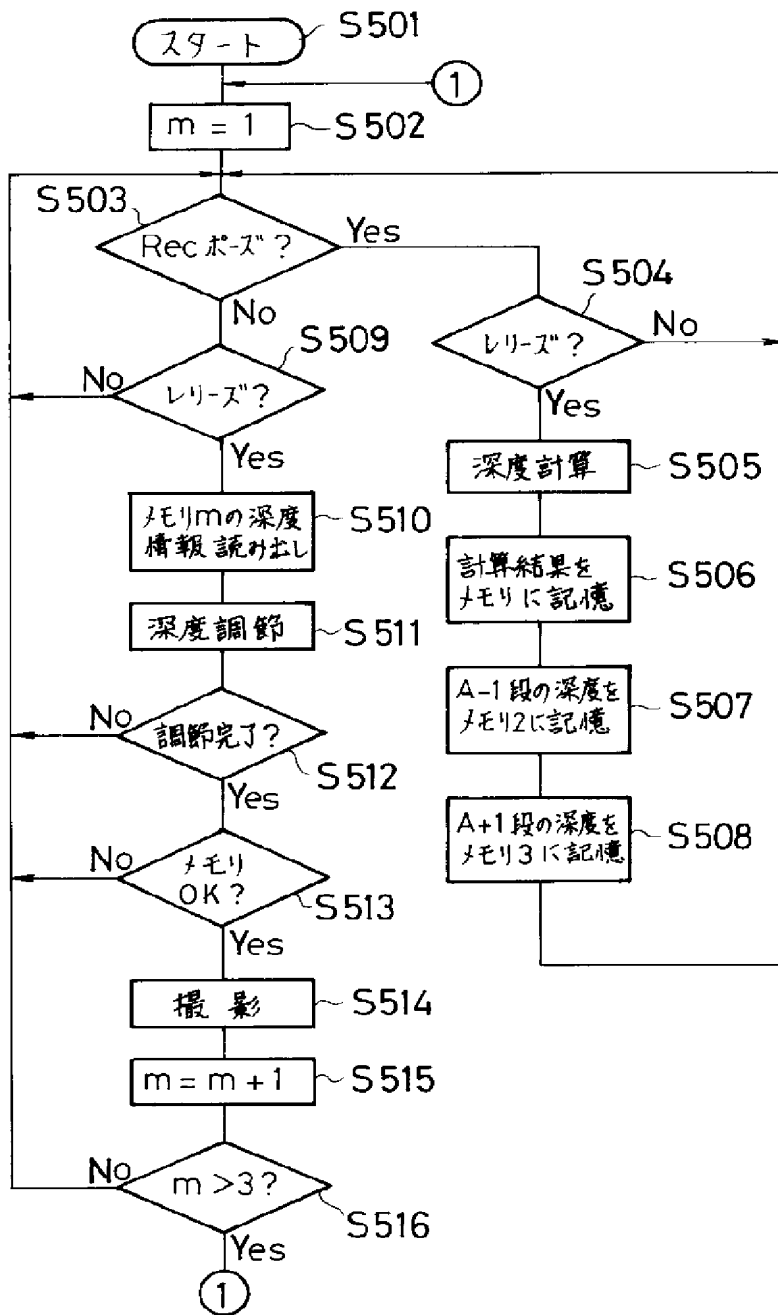 スタート
S501
1
m = 1
S502
S503
Rec ポーズ?
Yes
No
S504
レリーズ?
No
Yes
S509
レリーズ?
No
Yes
深度計算
S505
メモリmの深度
情報読み出し
S510
計算結果を
メモリに記憶
S506
深度調節
S511
A-1段の深度を
メモリ2に記憶
S507
調節完了?
No
S512
Yes
A+1段の深度を
メモリ3に記憶
S508
メモリ
OK?
No
S513
Yes
撮影
S514
m = m + 1
S515
m > 3?
No
S516
Yes
1